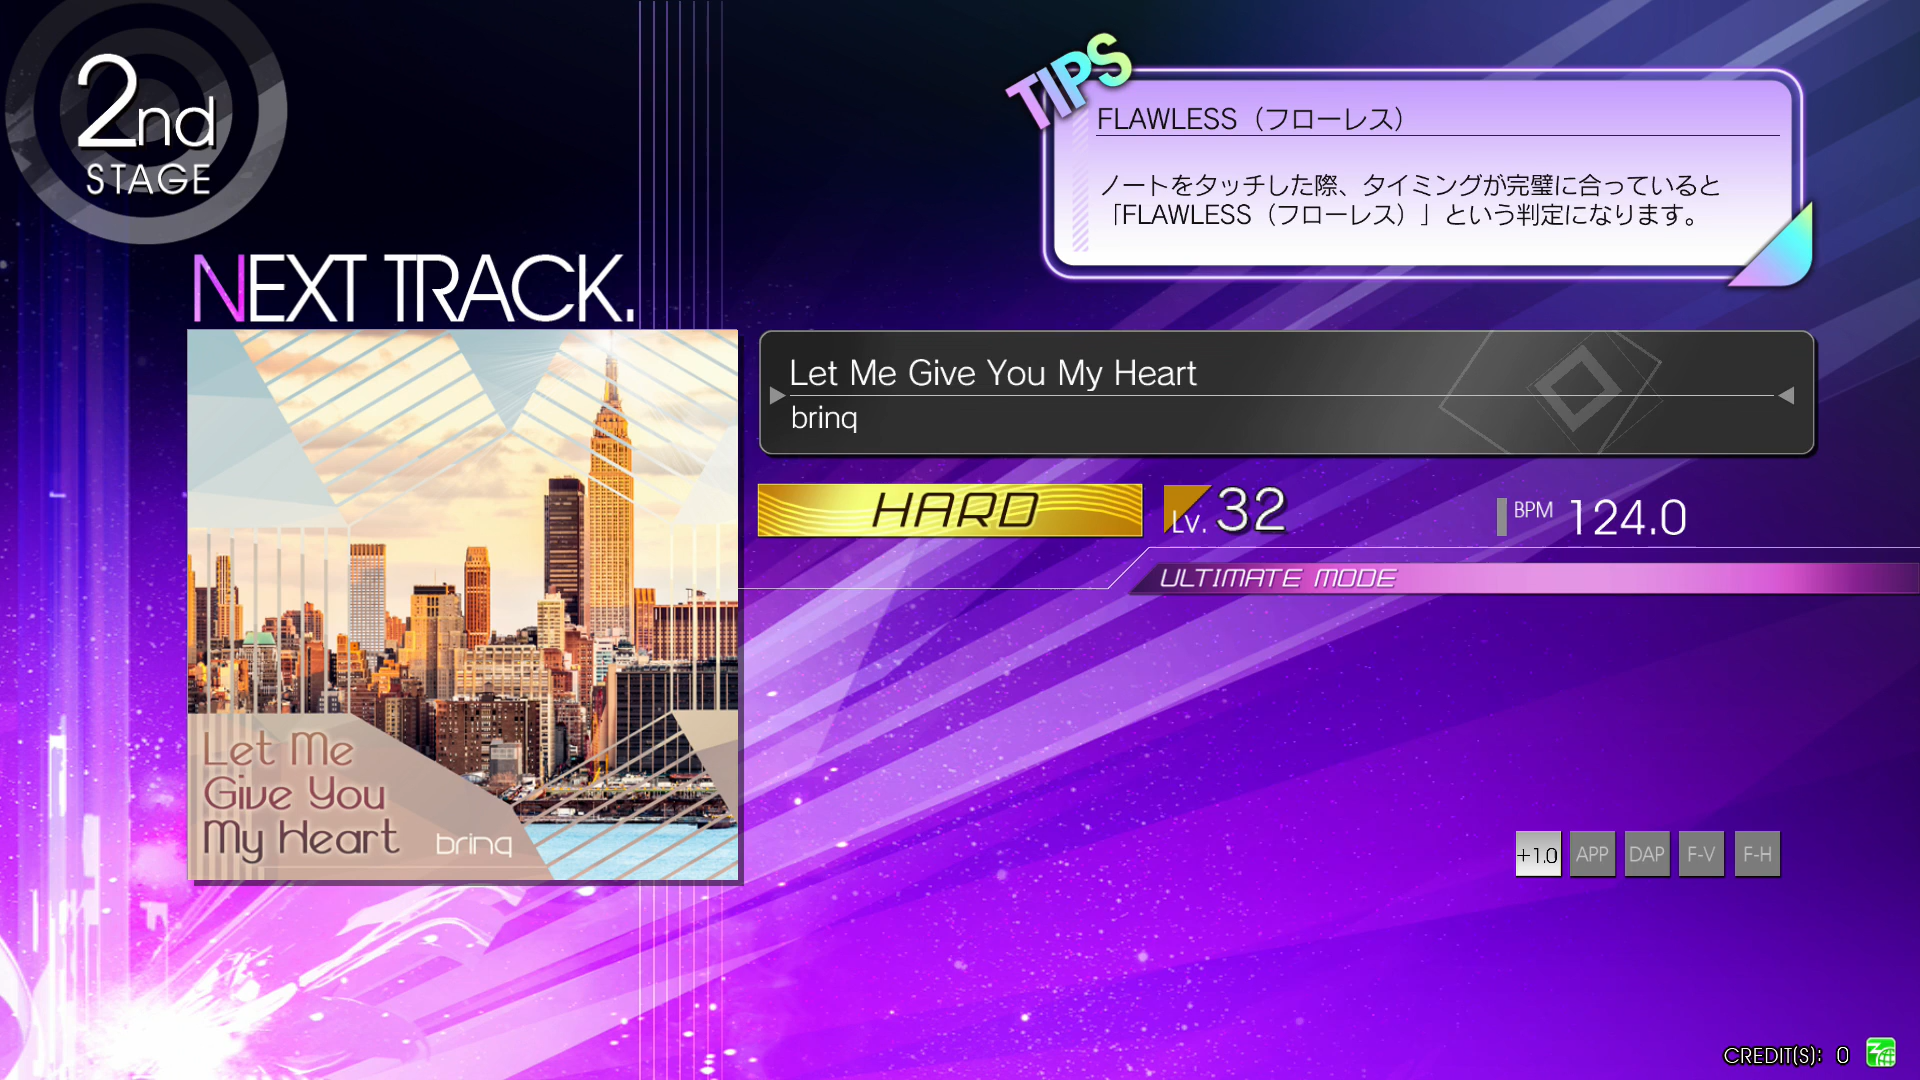 2nd
STAGE
TIPS
FLAWLESS（フローレス）
ノートをタッチした際、タイミングが完璧に合っていると
「FLAWLESS（フローレス）」という判定になります。
NEXT TRACK.
Let Me Give You My Heart
brinq
HARD
Lv. 32
BPM 124.0
ULTIMATE MODE
Let Me
Give You
My Heart brinq
+1.0 APP DAP F-V F-H
CREDIT(S): 0